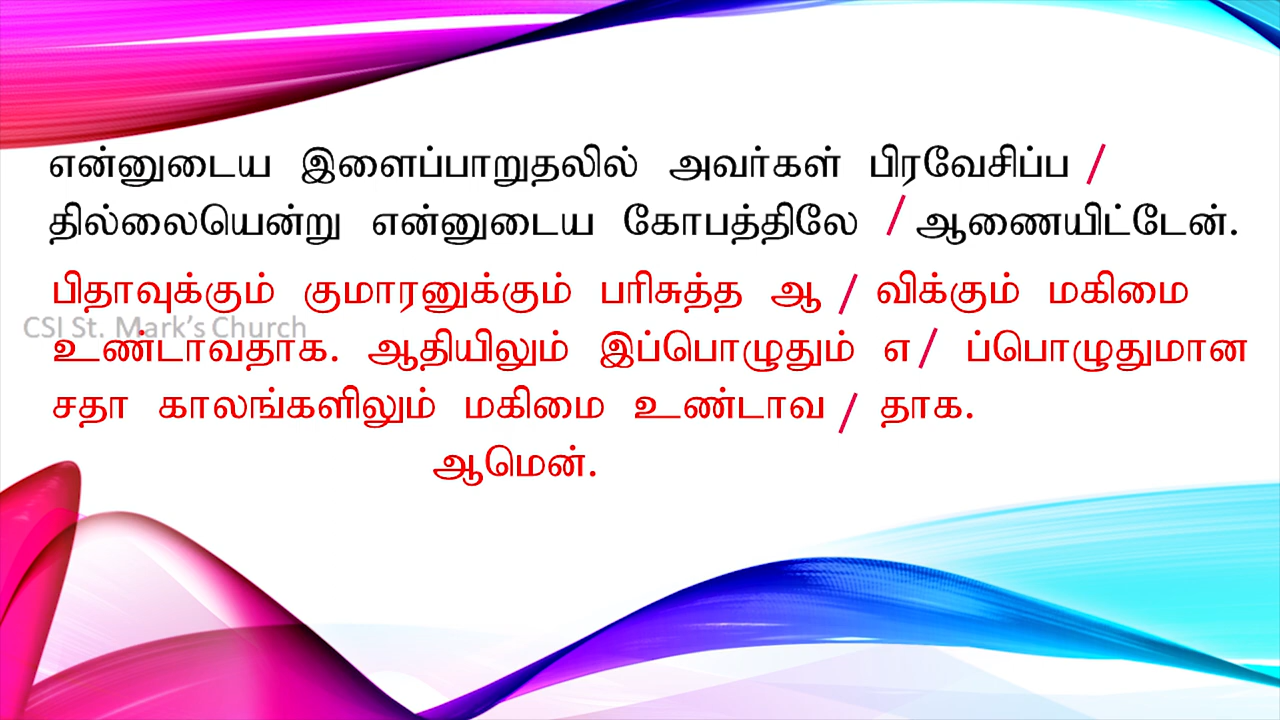 என்னுடைய இளைப்பாறுதலில் அவர்கள் பிரவேசிப்ப /
தில்லையென்று என்னுடைய கோபத்திலே / ஆணையிட்டேன்.
பிதாவுக்கும் குமாரனுக்கும் பரிசுத்த ஆ / விக்கும் மகிமை
CSI St. Mark's Church
உண்டாவதாக. ஆதியிலும் இப்பொழுதும் எ / ப்பொழுதுமான
சதா காலங்களிலும் மகிமை உண்டாவ / தாக.
ஆமென்.